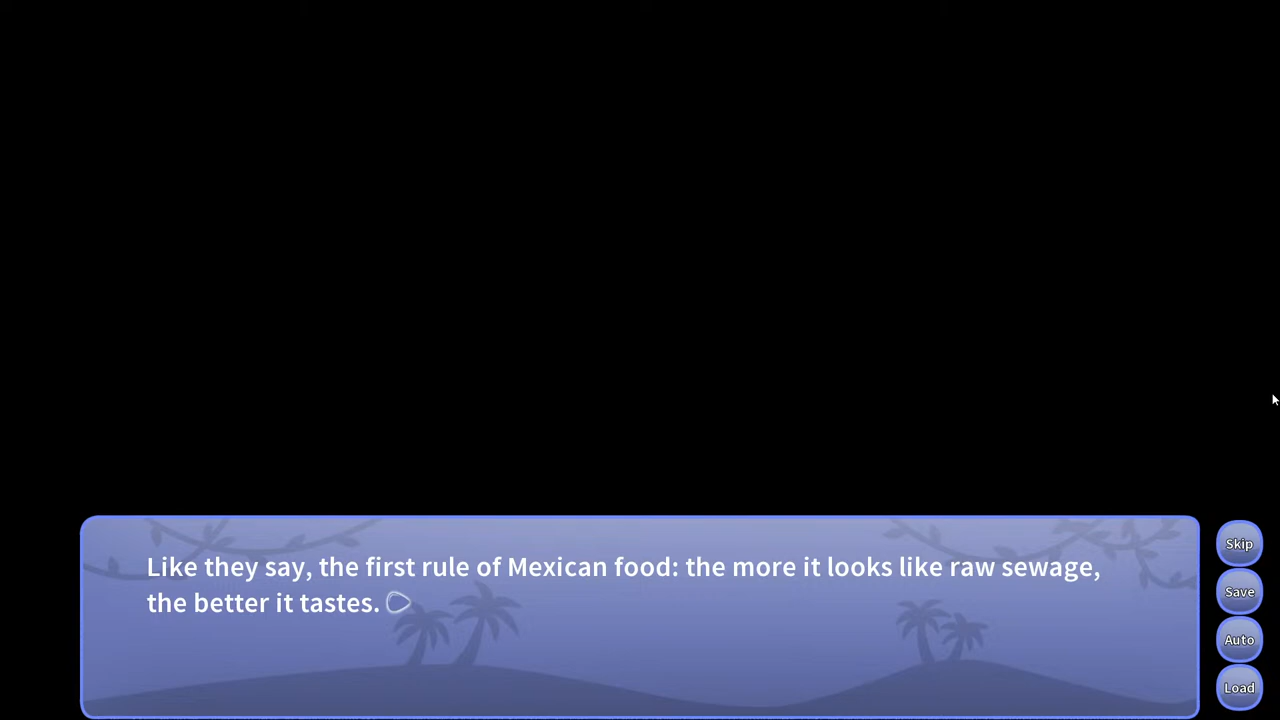 Like they say, the first rule of Mexican food: the more it looks like raw sewage,
the better it tastes.
Skip
Save
Auto
Load